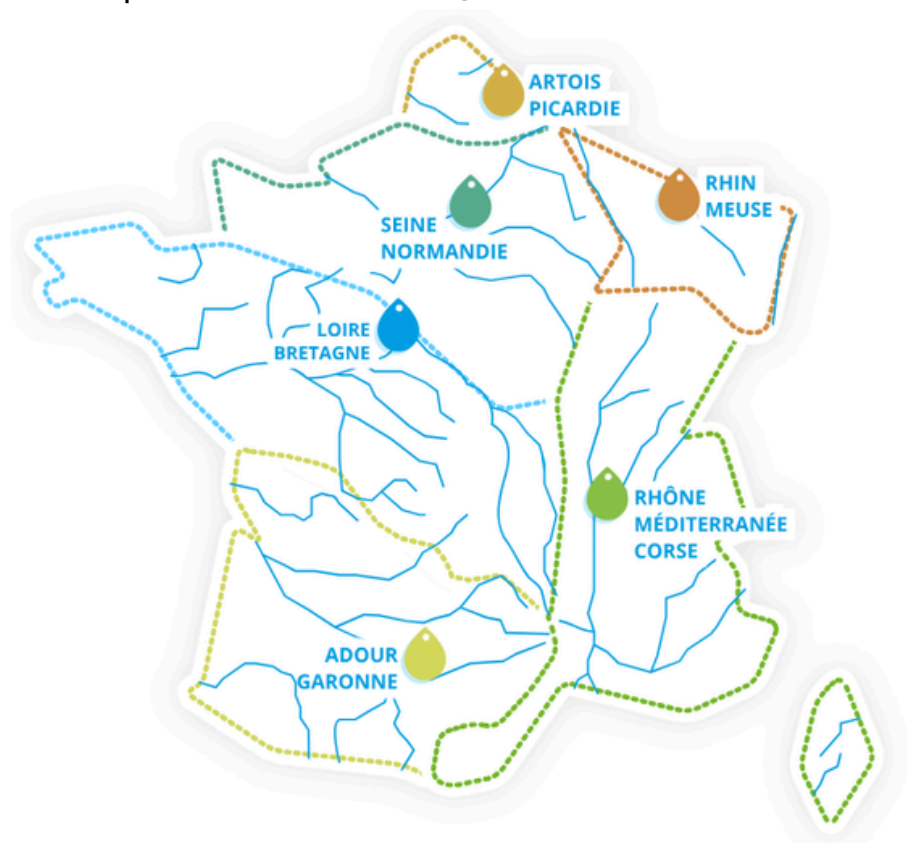 ARTOIS
PICARDIE
RHIN
MEUSE
SEINE
NORMANDIE
LOIRE
BRETAGNE
RHÔNE
MÉDITERRANÉE
CORSE
ADOUR
GARONNE